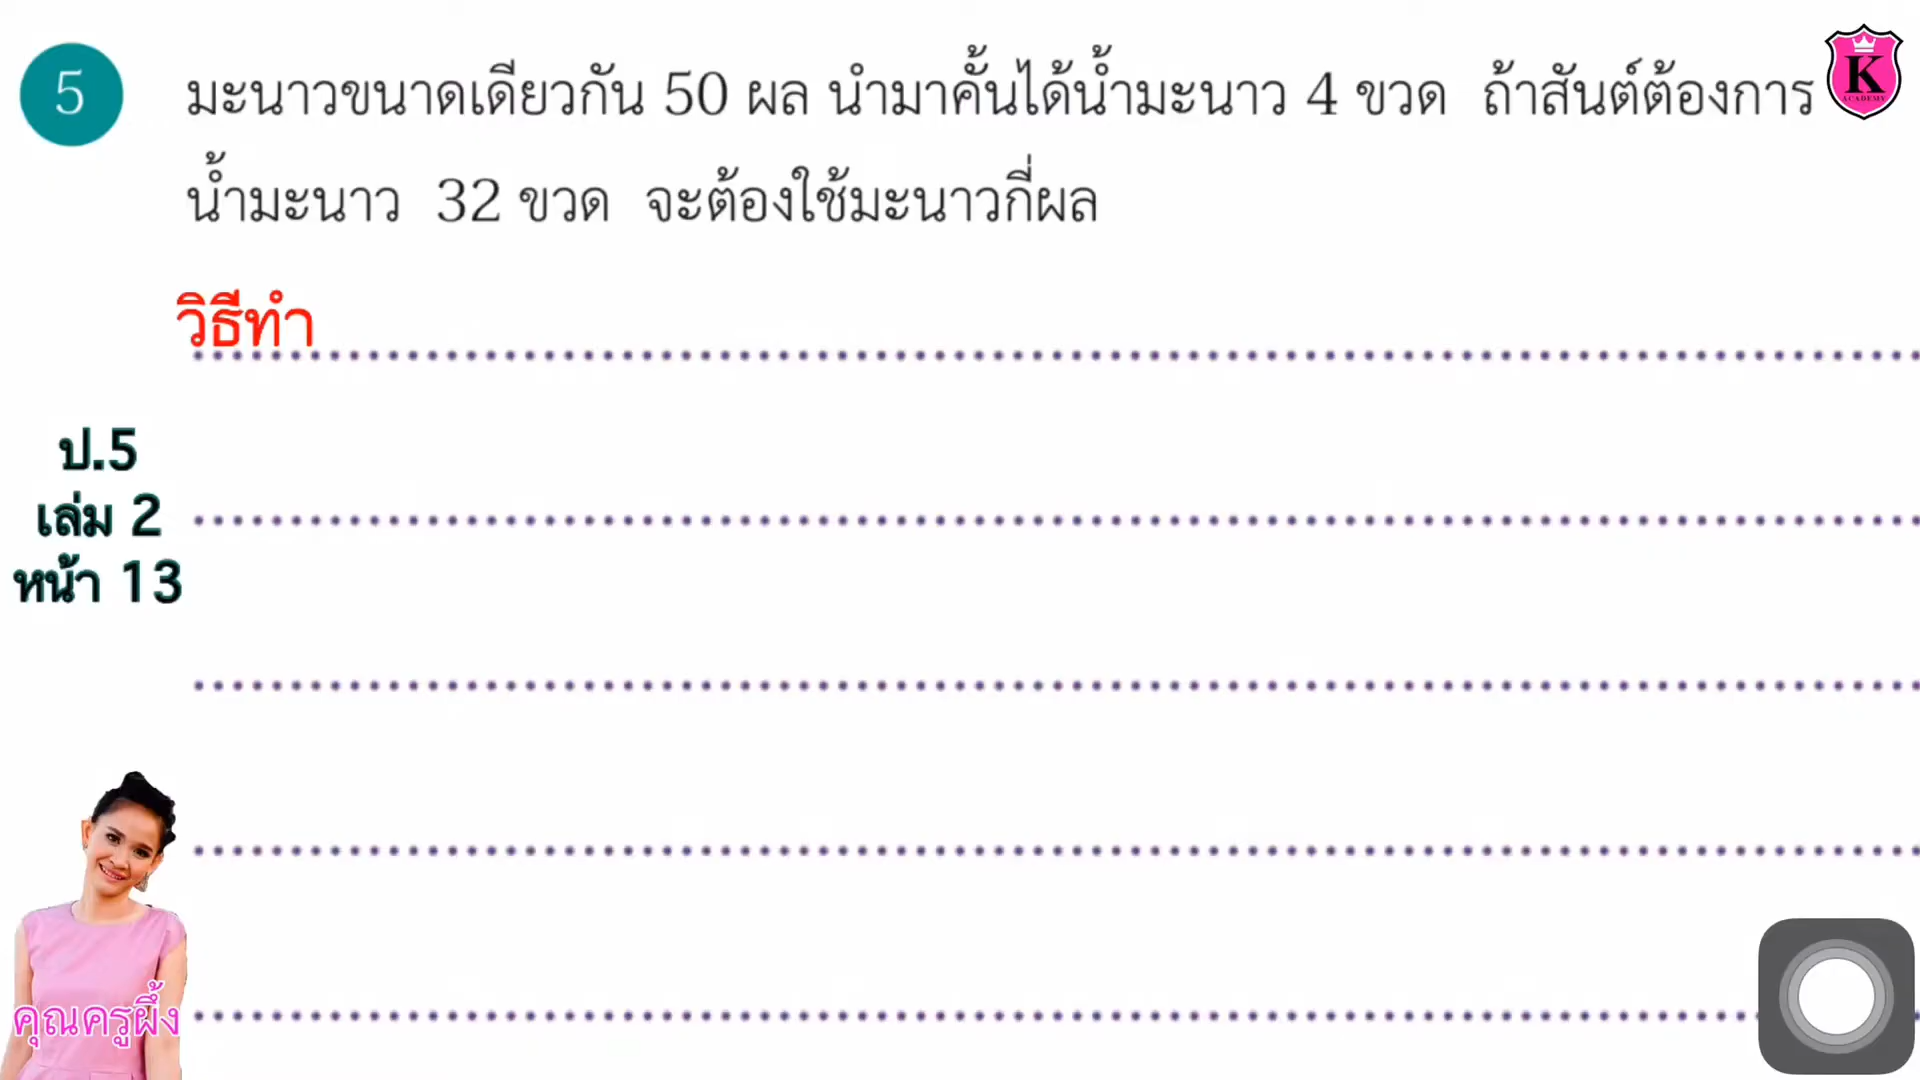 5
มะนาวขนาดเดียวกัน 50 ผล นำมาคั้นได้น้ำมะนาว 4 ขวด ถ้าสันต์ต้องการ
น้ำมะนาว 32 ขวด จะต้องใช้มะนาวกี่ผล
K
ACADEMY
วิธีทำ
ป.5
เล่ม 2
หน้า 13
คุณครูผึ้ง